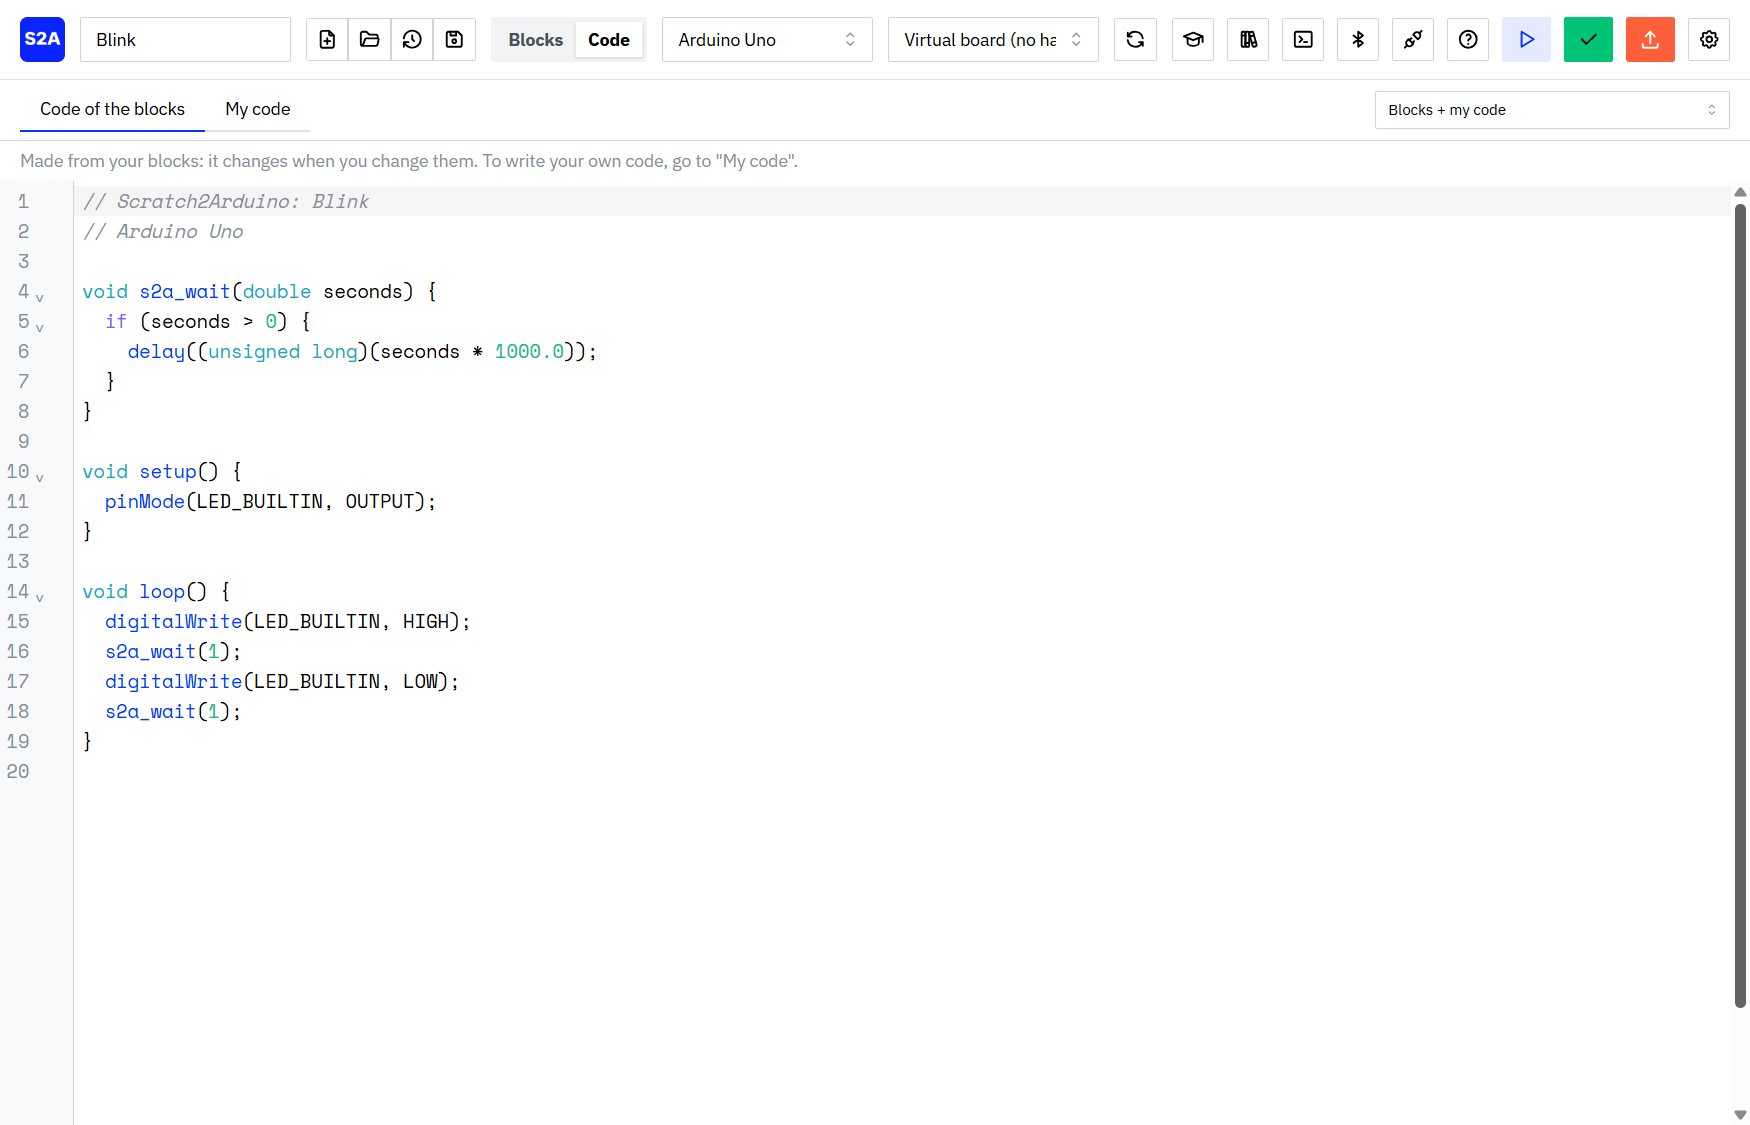 S2A Blink Blocks Code Arduino Uno Virtual board (no ha
Code of the blocks My code Blocks + my code
Made from your blocks: it changes when you change them. To write your own code, go to "My code".
1 // Scratch2Arduino: Blink
2 // Arduino Uno
3
4 void s2a_wait(double seconds) {
5 if (seconds > 0) {
6 delay((unsigned long)(seconds * 1000.0));
7 }
8 }
9
10 void setup() {
11 pinMode(LED_BUILTIN, OUTPUT);
12 }
13
14 void loop() {
15 digitalWrite(LED_BUILTIN, HIGH);
16 s2a_wait(1);
17 digitalWrite(LED_BUILTIN, LOW);
18 s2a_wait(1);
19 }
20